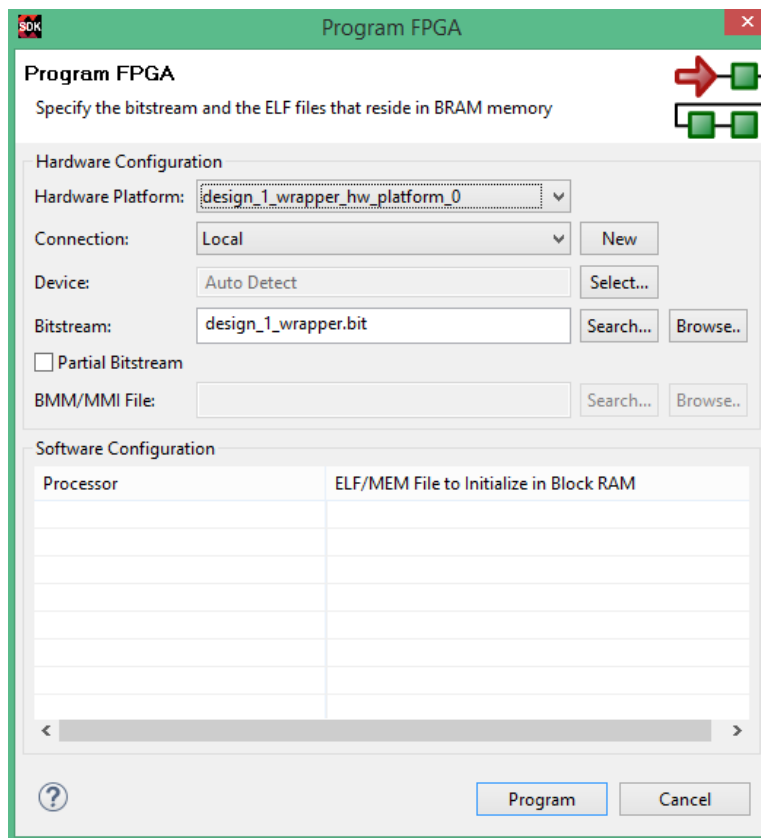 SDK Program FPGA
Program FPGA
Specify the bitstream and the ELF files that reside in BRAM memory
Hardware Configuration
Hardware Platform: design_1_wrapper_hw_platform_0
Connection: Local New
Device: Auto Detect Select...
Bitstream: design_1_wrapper.bit Search... Browse..
Partial Bitstream
BMM/MMI File: Search... Browse..
Software Configuration
Processor ELF/MEM File to Initialize in Block RAM
? Program Cancel